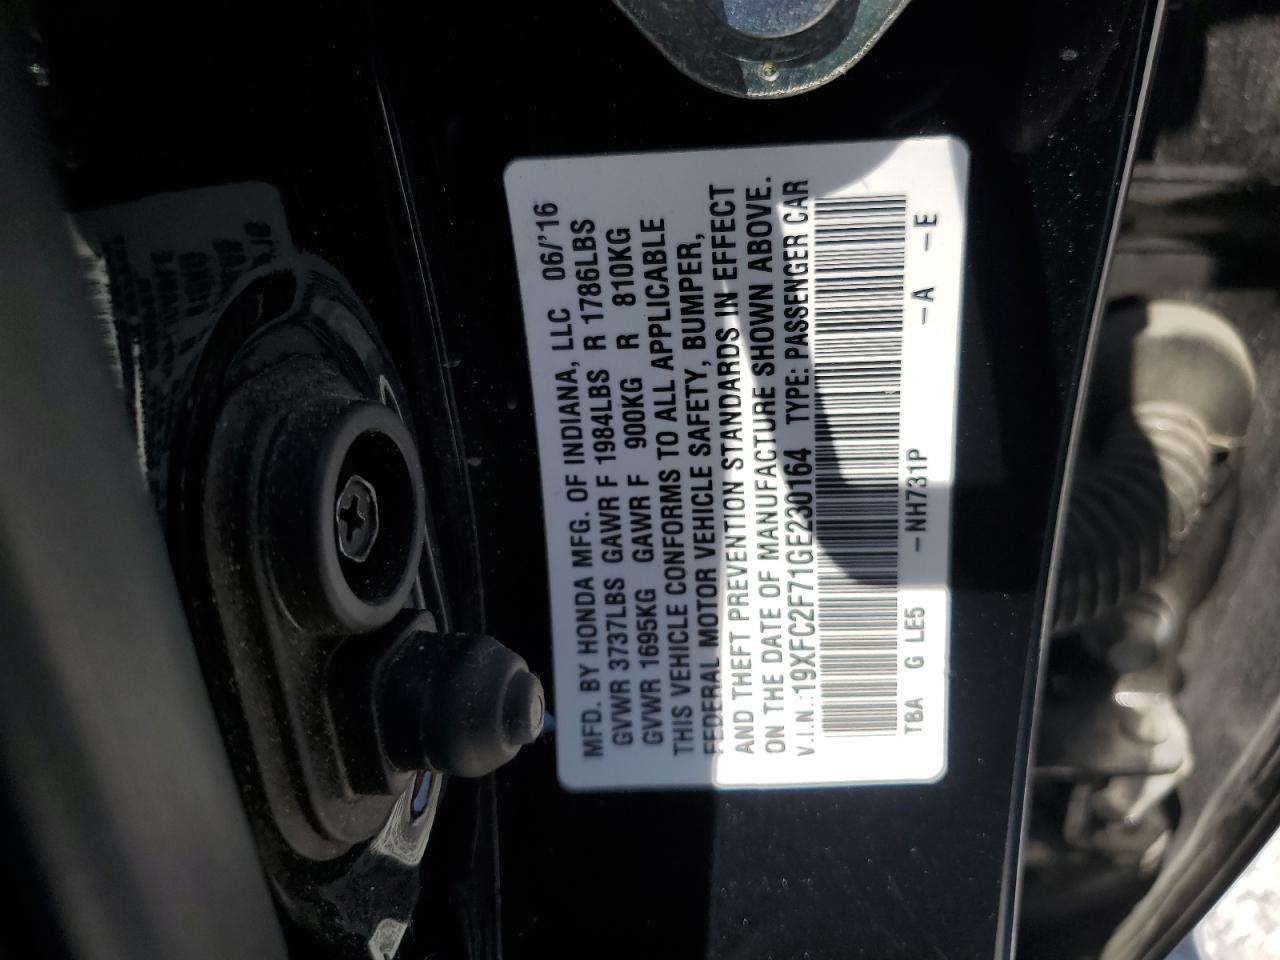 MFD. BY HONDA MFG. OF INDIANA, LLC 06/'16
GVWR 3737LBS GAWR F 1984LBS R 1786LBS
GVWR 1695KG GAWR F 900KG R 810KG
THIS VEHICLE CONFORMS TO ALL APPLICABLE
FEDERAL MOTOR VEHICLE SAFETY, BUMPER,
AND THEFT PREVENTION STANDARDS IN EFFECT
ON THE DATE OF MANUFACTURE SHOWN ABOVE.
V.I.N.:19XFC2F71GE230164 TYPE: PASSENGER CAR
TBA G LE5 -NH731P -A -E